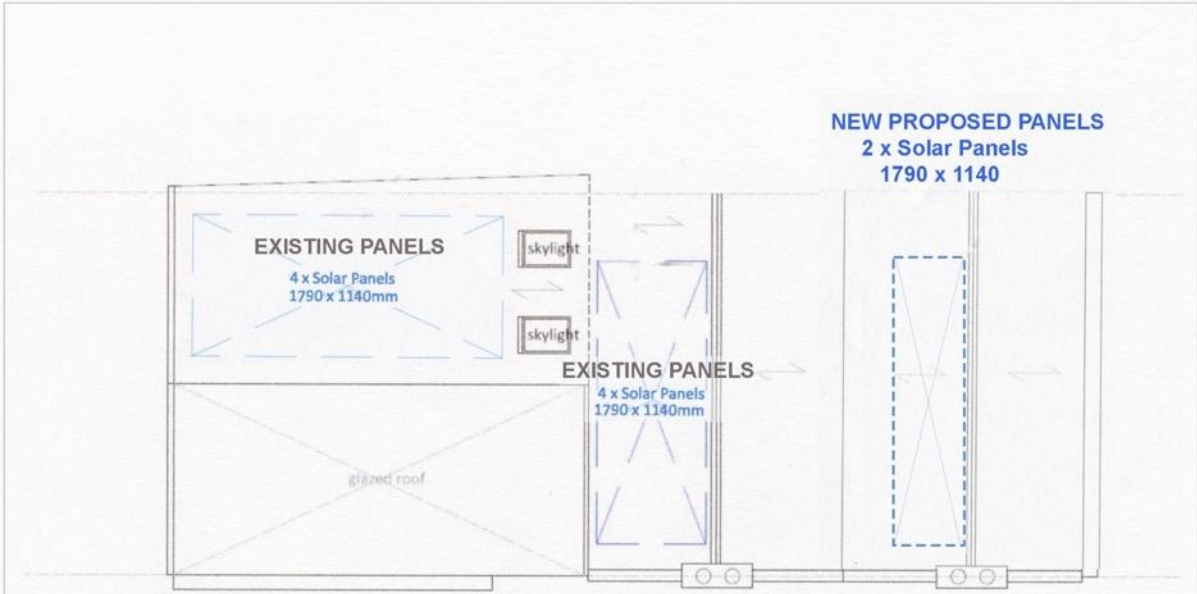 NEW PROPOSED PANELS
2 x Solar Panels
1790 x 1140
EXISTING PANELS
4 x Solar Panels
1790 x 1140mm
skylight
skylight
EXISTING PANELS
4 x Solar Panels
1790 x 1140mm
glazed roof